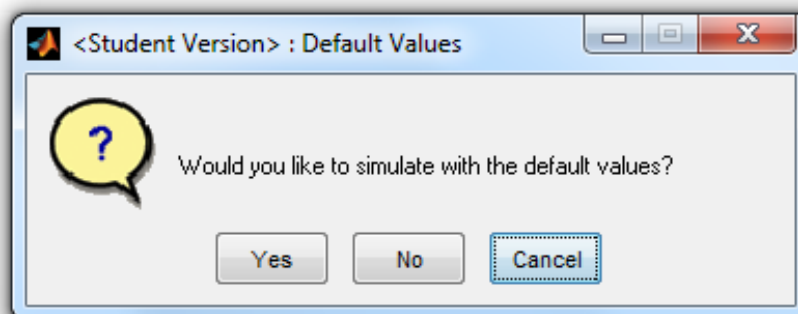 <Student Version> : Default Values
?
Would you like to simulate with the default values?
Yes No Cancel